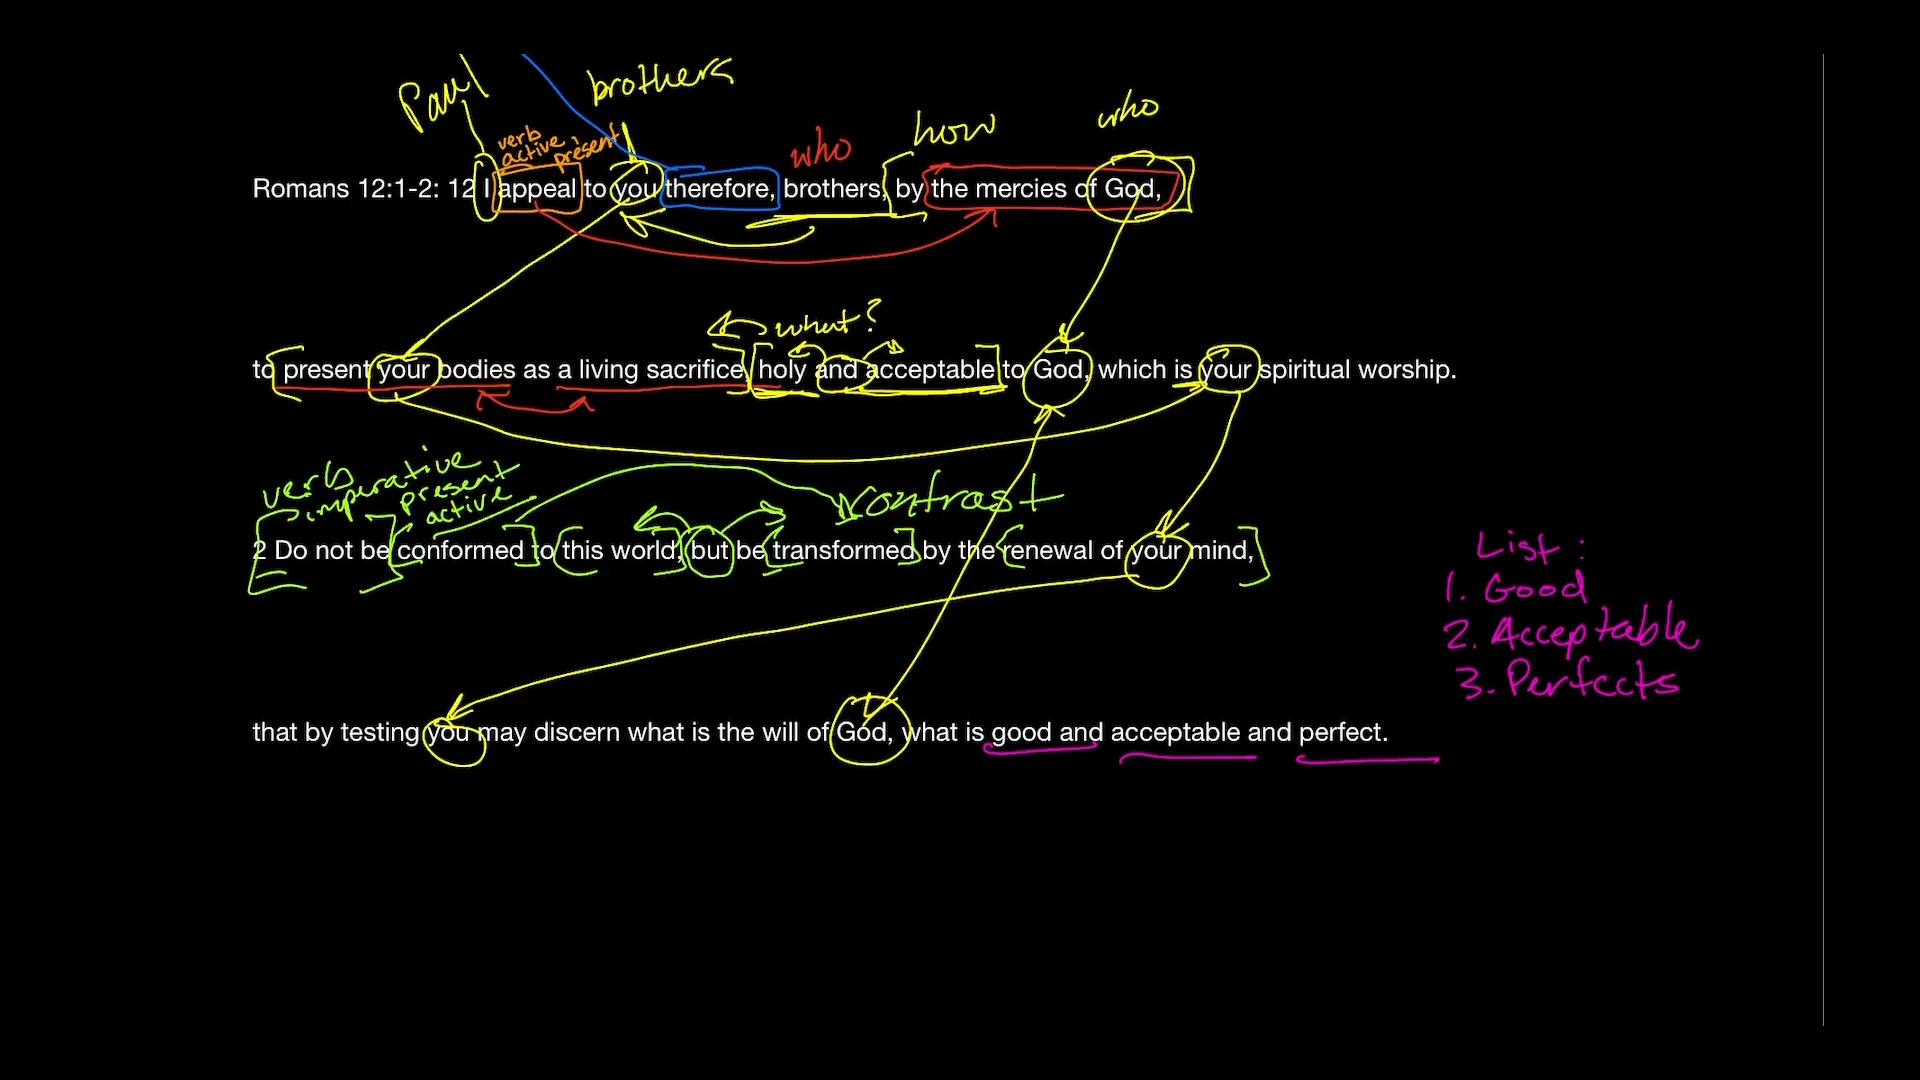 Paul
brothers
who
how
who
verb
active present
Romans 12:1-2: 12 I appeal to you therefore, brothers, by the mercies of God,
what?
to present your bodies as a living sacrifice, holy and acceptable to God, which is your spiritual worship.
verb
imperative
present
active
contrast
2 Do not be conformed to this world, but be transformed by the renewal of your mind,
List :
1. Good
2. Acceptable
3. Perfects
that by testing you may discern what is the will of God, what is good and acceptable and perfect.